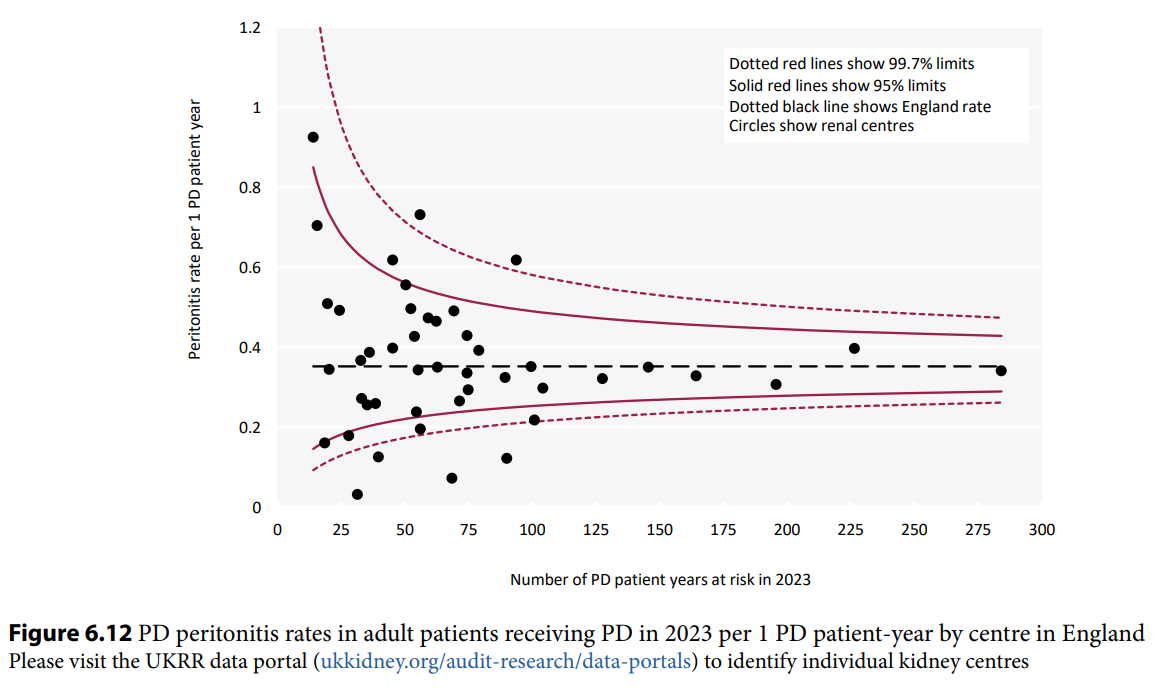 1.2
1
0.8
0.6
0.4
0.2
0
Peritonitis rate per 1 PD patient year
Dotted red lines show 99.7% limits
Solid red lines show 95% limits
Dotted black line shows England rate
Circles show renal centres
0 25 50 75 100 125 150 175 200 225 250 275 300
Number of PD patient years at risk in 2023
Figure 6.12 PD peritonitis rates in adult patients receiving PD in 2023 per 1 PD patient-year by centre in England
Please visit the UKRR data portal (ukkidney.org/audit-research/data-portals) to identify individual kidney centres